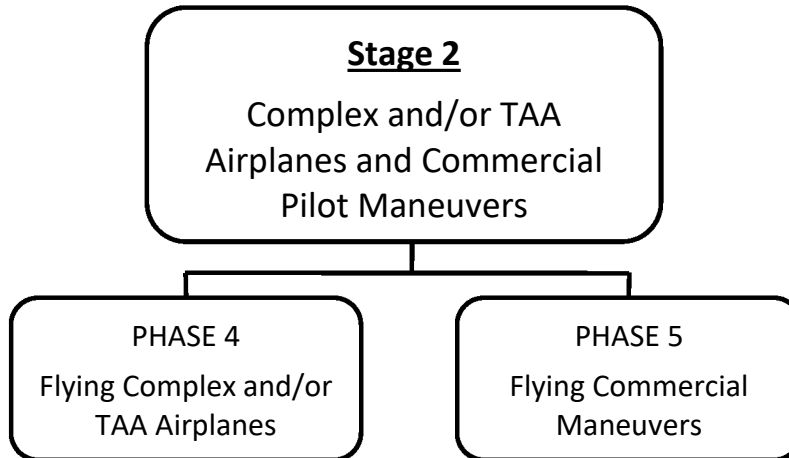 Stage 2
Complex and/or TAA
Airplanes and Commercial
Pilot Maneuvers
PHASE 4
Flying Complex and/or
TAA Airplanes
PHASE 5
Flying Commercial
Maneuvers